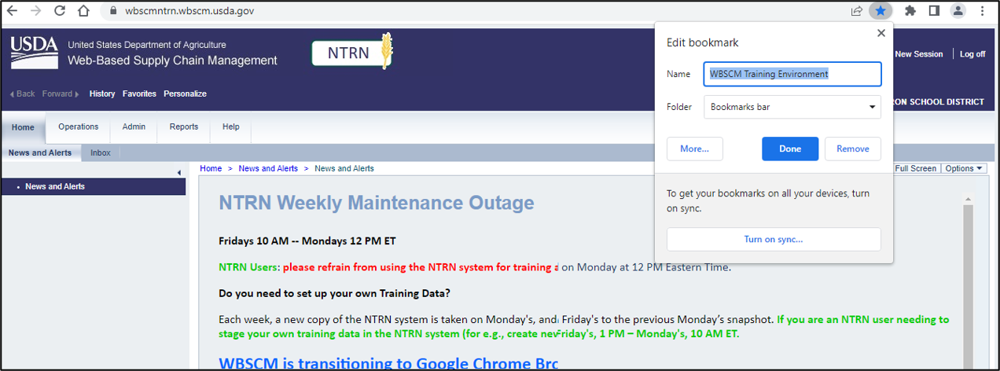 wbscmntrn.wbscm.usda.gov
USDA
United States Department of Agriculture
Web-Based Supply Chain Management
NTRN
New Session
Log off
Back Forward History Favorites Personalize
SCHOOL DISTRICT
Home Operations Admin Reports Help
News and Alerts Inbox
Home > News and Alerts > News and Alerts
Full Screen Options
• News and Alerts
Edit bookmark
Name WBSCM Training Environment
Folder Bookmarks bar
More... Done Remove
To get your bookmarks on all your devices, turn
on sync.
Turn on sync...
NTRN Weekly Maintenance Outage
Fridays 10 AM -- Mondays 12 PM ET
NTRN Users: please refrain from using the NTRN system for training on Monday at 12 PM Eastern Time.
Do you need to set up your own Training Data?
Each week, a new copy of the NTRN system is taken on Monday's, and Friday's to the previous Monday’s snapshot. If you are an NTRN user needing to
stage your own training data in the NTRN system (for e.g., create Friday's, 1 PM – Monday's, 10 AM ET.
WBSCM is transitioning to Google Chrome